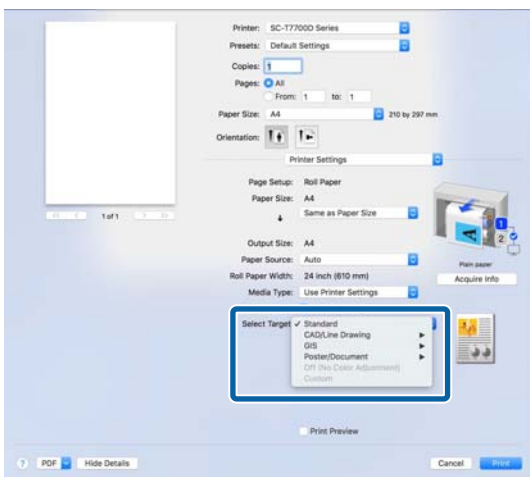 Printer: SC-T7700D Series
Presets: Default Settings
Copies: 1
Pages: All
From: 1 to: 1
Paper Size: A4 210 by 297 mm
Orientation:
Printer Settings
Page Setup: Roll Paper
Paper Size: A4
Same as Paper Size
1 of 1
Output Size: A4
Paper Source: Auto
Roll Paper Width: 24 inch (610 mm)
Media Type: Use Printer Settings
A
1
2
Plain paper
Acquire Info
Select Target ✓ Standard
CAD/Line Drawing
GIS
Poster/Document
Off (No Color Adjustment)
Custom
Print Preview
? PDF Hide Details Cancel Print